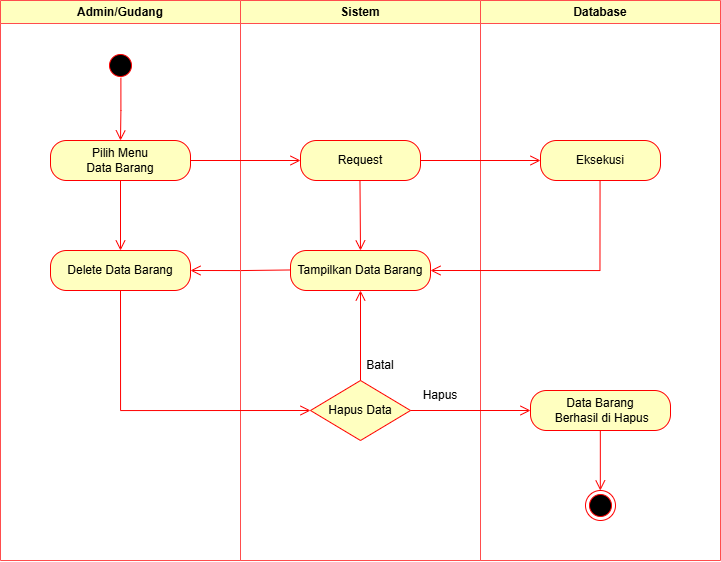 Admin/Gudang
Sistem
Database
Pilih Menu
Data Barang
Request
Eksekusi
Delete Data Barang
Tampilkan Data Barang
Batal
Hapus
Hapus Data
Data Barang
Berhasil di Hapus